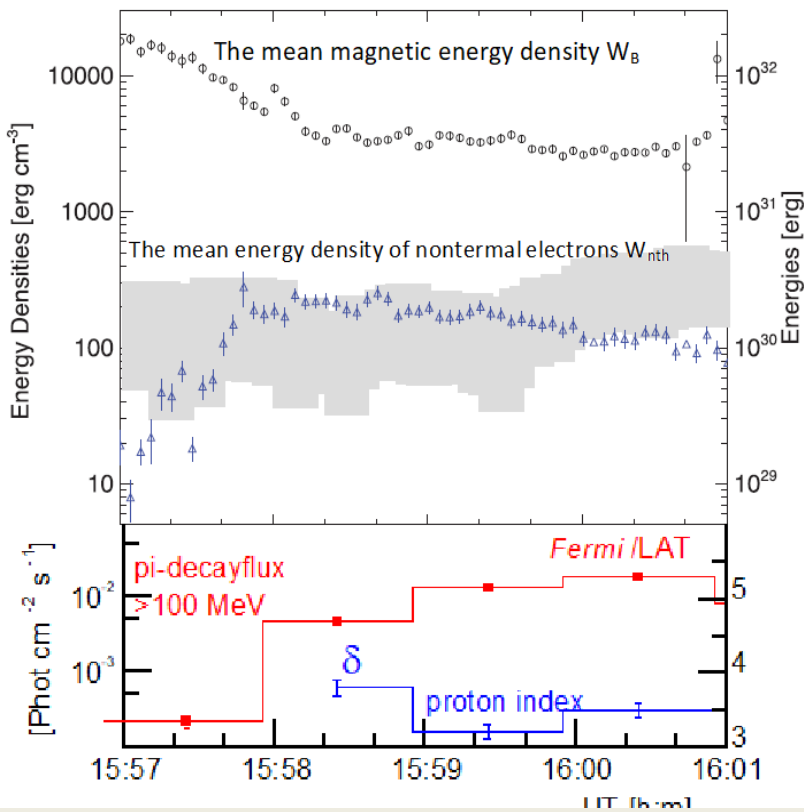 The mean magnetic energy density W_B
10000
10^32
1000
10^31
The mean energy density of nontermal electrons W_nth
100
10^30
10
10^29
Energy Densities [erg cm^-3]
Energies [erg]
Fermi /LAT
pi-decayflux
>100 MeV
10^-2
10^-3
5
4
3
δ
proton index
[Phot cm^-2 s^-1]
15:57
15:58
15:59
16:00
16:01
UT [h:m]